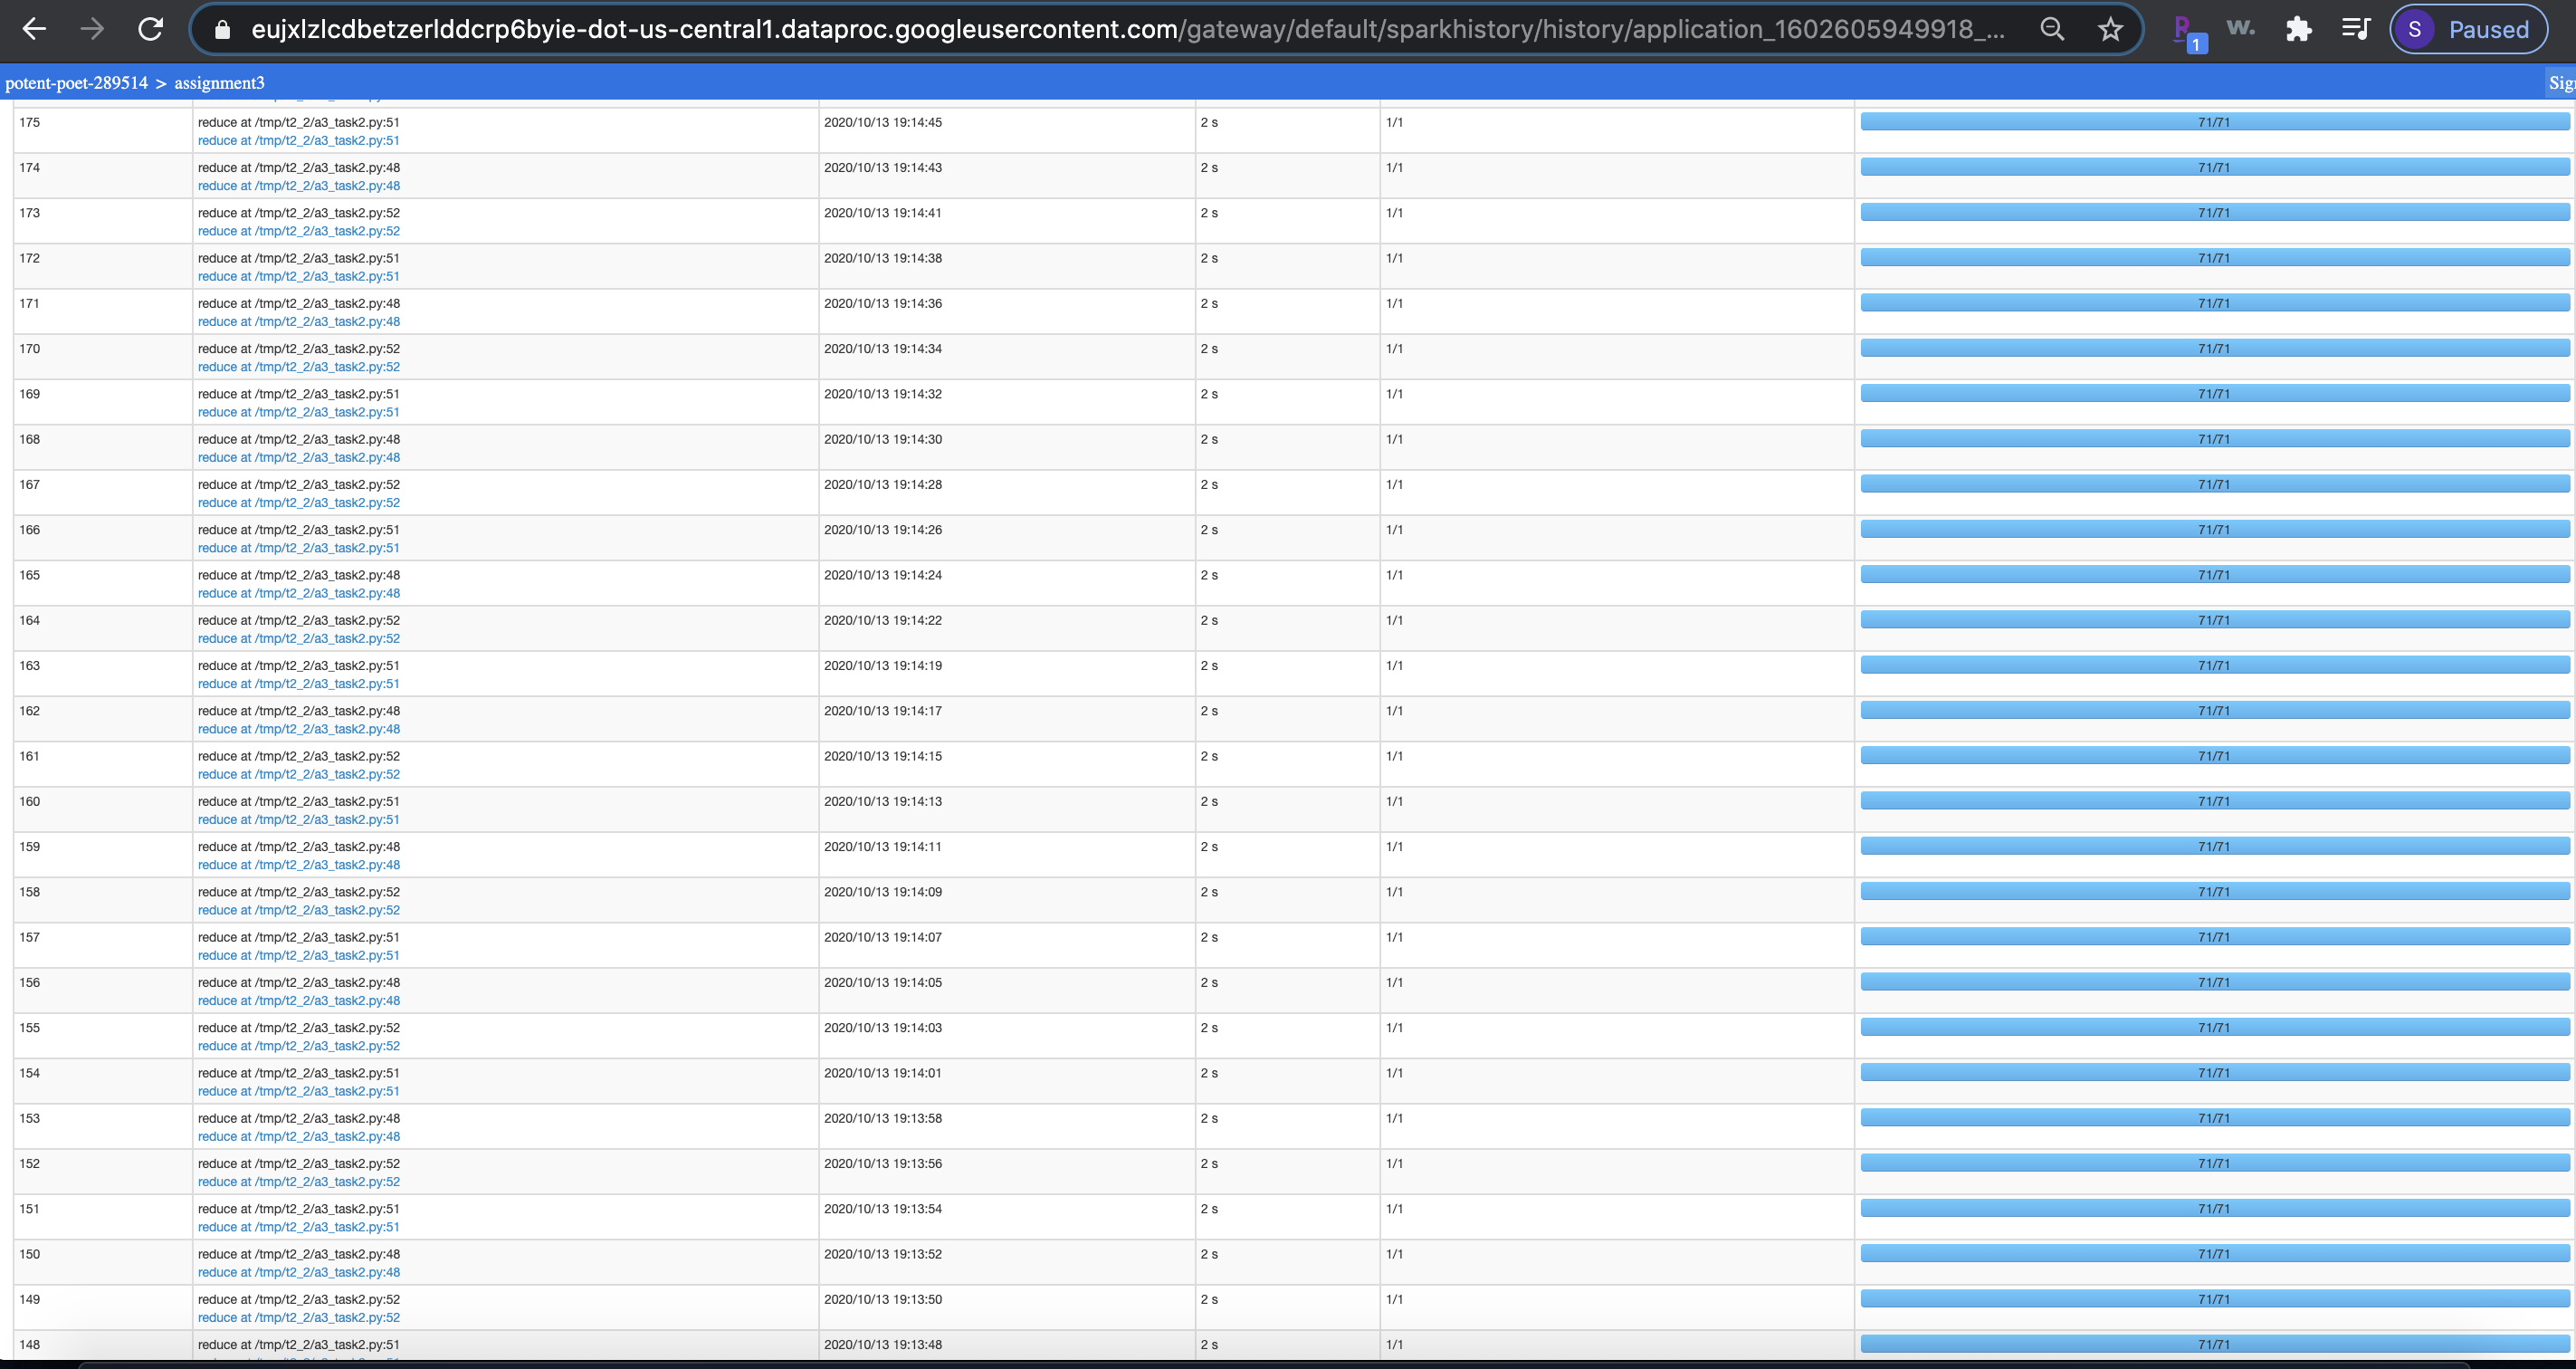 eujxlzlcdbetzerlddcrp6byie-dot-us-central1.dataproc.googleusercontent.com/gateway/default/sparkhistory/history/application_1602605949918_... 1 w. S Paused
potent-poet-289514 > assignment3 Sig
175 reduce at /tmp/t2_2/a3_task2.py:51 2020/10/13 19:14:45 2 s 1/1 71/71
reduce at /tmp/t2_2/a3_task2.py:51
174 reduce at /tmp/t2_2/a3_task2.py:48 2020/10/13 19:14:43 2 s 1/1 71/71
reduce at /tmp/t2_2/a3_task2.py:48
173 reduce at /tmp/t2_2/a3_task2.py:52 2020/10/13 19:14:41 2 s 1/1 71/71
reduce at /tmp/t2_2/a3_task2.py:52
172 reduce at /tmp/t2_2/a3_task2.py:51 2020/10/13 19:14:38 2 s 1/1 71/71
reduce at /tmp/t2_2/a3_task2.py:51
171 reduce at /tmp/t2_2/a3_task2.py:48 2020/10/13 19:14:36 2 s 1/1 71/71
reduce at /tmp/t2_2/a3_task2.py:48
170 reduce at /tmp/t2_2/a3_task2.py:52 2020/10/13 19:14:34 2 s 1/1 71/71
reduce at /tmp/t2_2/a3_task2.py:52
169 reduce at /tmp/t2_2/a3_task2.py:51 2020/10/13 19:14:32 2 s 1/1 71/71
reduce at /tmp/t2_2/a3_task2.py:51
168 reduce at /tmp/t2_2/a3_task2.py:48 2020/10/13 19:14:30 2 s 1/1 71/71
reduce at /tmp/t2_2/a3_task2.py:48
167 reduce at /tmp/t2_2/a3_task2.py:52 2020/10/13 19:14:28 2 s 1/1 71/71
reduce at /tmp/t2_2/a3_task2.py:52
166 reduce at /tmp/t2_2/a3_task2.py:51 2020/10/13 19:14:26 2 s 1/1 71/71
reduce at /tmp/t2_2/a3_task2.py:51
165 reduce at /tmp/t2_2/a3_task2.py:48 2020/10/13 19:14:24 2 s 1/1 71/71
reduce at /tmp/t2_2/a3_task2.py:48
164 reduce at /tmp/t2_2/a3_task2.py:52 2020/10/13 19:14:22 2 s 1/1 71/71
reduce at /tmp/t2_2/a3_task2.py:52
163 reduce at /tmp/t2_2/a3_task2.py:51 2020/10/13 19:14:19 2 s 1/1 71/71
reduce at /tmp/t2_2/a3_task2.py:51
162 reduce at /tmp/t2_2/a3_task2.py:48 2020/10/13 19:14:17 2 s 1/1 71/71
reduce at /tmp/t2_2/a3_task2.py:48
161 reduce at /tmp/t2_2/a3_task2.py:52 2020/10/13 19:14:15 2 s 1/1 71/71
reduce at /tmp/t2_2/a3_task2.py:52
160 reduce at /tmp/t2_2/a3_task2.py:51 2020/10/13 19:14:13 2 s 1/1 71/71
reduce at /tmp/t2_2/a3_task2.py:51
159 reduce at /tmp/t2_2/a3_task2.py:48 2020/10/13 19:14:11 2 s 1/1 71/71
reduce at /tmp/t2_2/a3_task2.py:48
158 reduce at /tmp/t2_2/a3_task2.py:52 2020/10/13 19:14:09 2 s 1/1 71/71
reduce at /tmp/t2_2/a3_task2.py:52
157 reduce at /tmp/t2_2/a3_task2.py:51 2020/10/13 19:14:07 2 s 1/1 71/71
reduce at /tmp/t2_2/a3_task2.py:51
156 reduce at /tmp/t2_2/a3_task2.py:48 2020/10/13 19:14:05 2 s 1/1 71/71
reduce at /tmp/t2_2/a3_task2.py:48
155 reduce at /tmp/t2_2/a3_task2.py:52 2020/10/13 19:14:03 2 s 1/1 71/71
reduce at /tmp/t2_2/a3_task2.py:52
154 reduce at /tmp/t2_2/a3_task2.py:51 2020/10/13 19:14:01 2 s 1/1 71/71
reduce at /tmp/t2_2/a3_task2.py:51
153 reduce at /tmp/t2_2/a3_task2.py:48 2020/10/13 19:13:58 2 s 1/1 71/71
reduce at /tmp/t2_2/a3_task2.py:48
152 reduce at /tmp/t2_2/a3_task2.py:52 2020/10/13 19:13:56 2 s 1/1 71/71
reduce at /tmp/t2_2/a3_task2.py:52
151 reduce at /tmp/t2_2/a3_task2.py:51 2020/10/13 19:13:54 2 s 1/1 71/71
reduce at /tmp/t2_2/a3_task2.py:51
150 reduce at /tmp/t2_2/a3_task2.py:48 2020/10/13 19:13:52 2 s 1/1 71/71
reduce at /tmp/t2_2/a3_task2.py:48
149 reduce at /tmp/t2_2/a3_task2.py:52 2020/10/13 19:13:50 2 s 1/1 71/71
reduce at /tmp/t2_2/a3_task2.py:52
148 reduce at /tmp/t2_2/a3_task2.py:51 2020/10/13 19:13:48 2 s 1/1 71/71